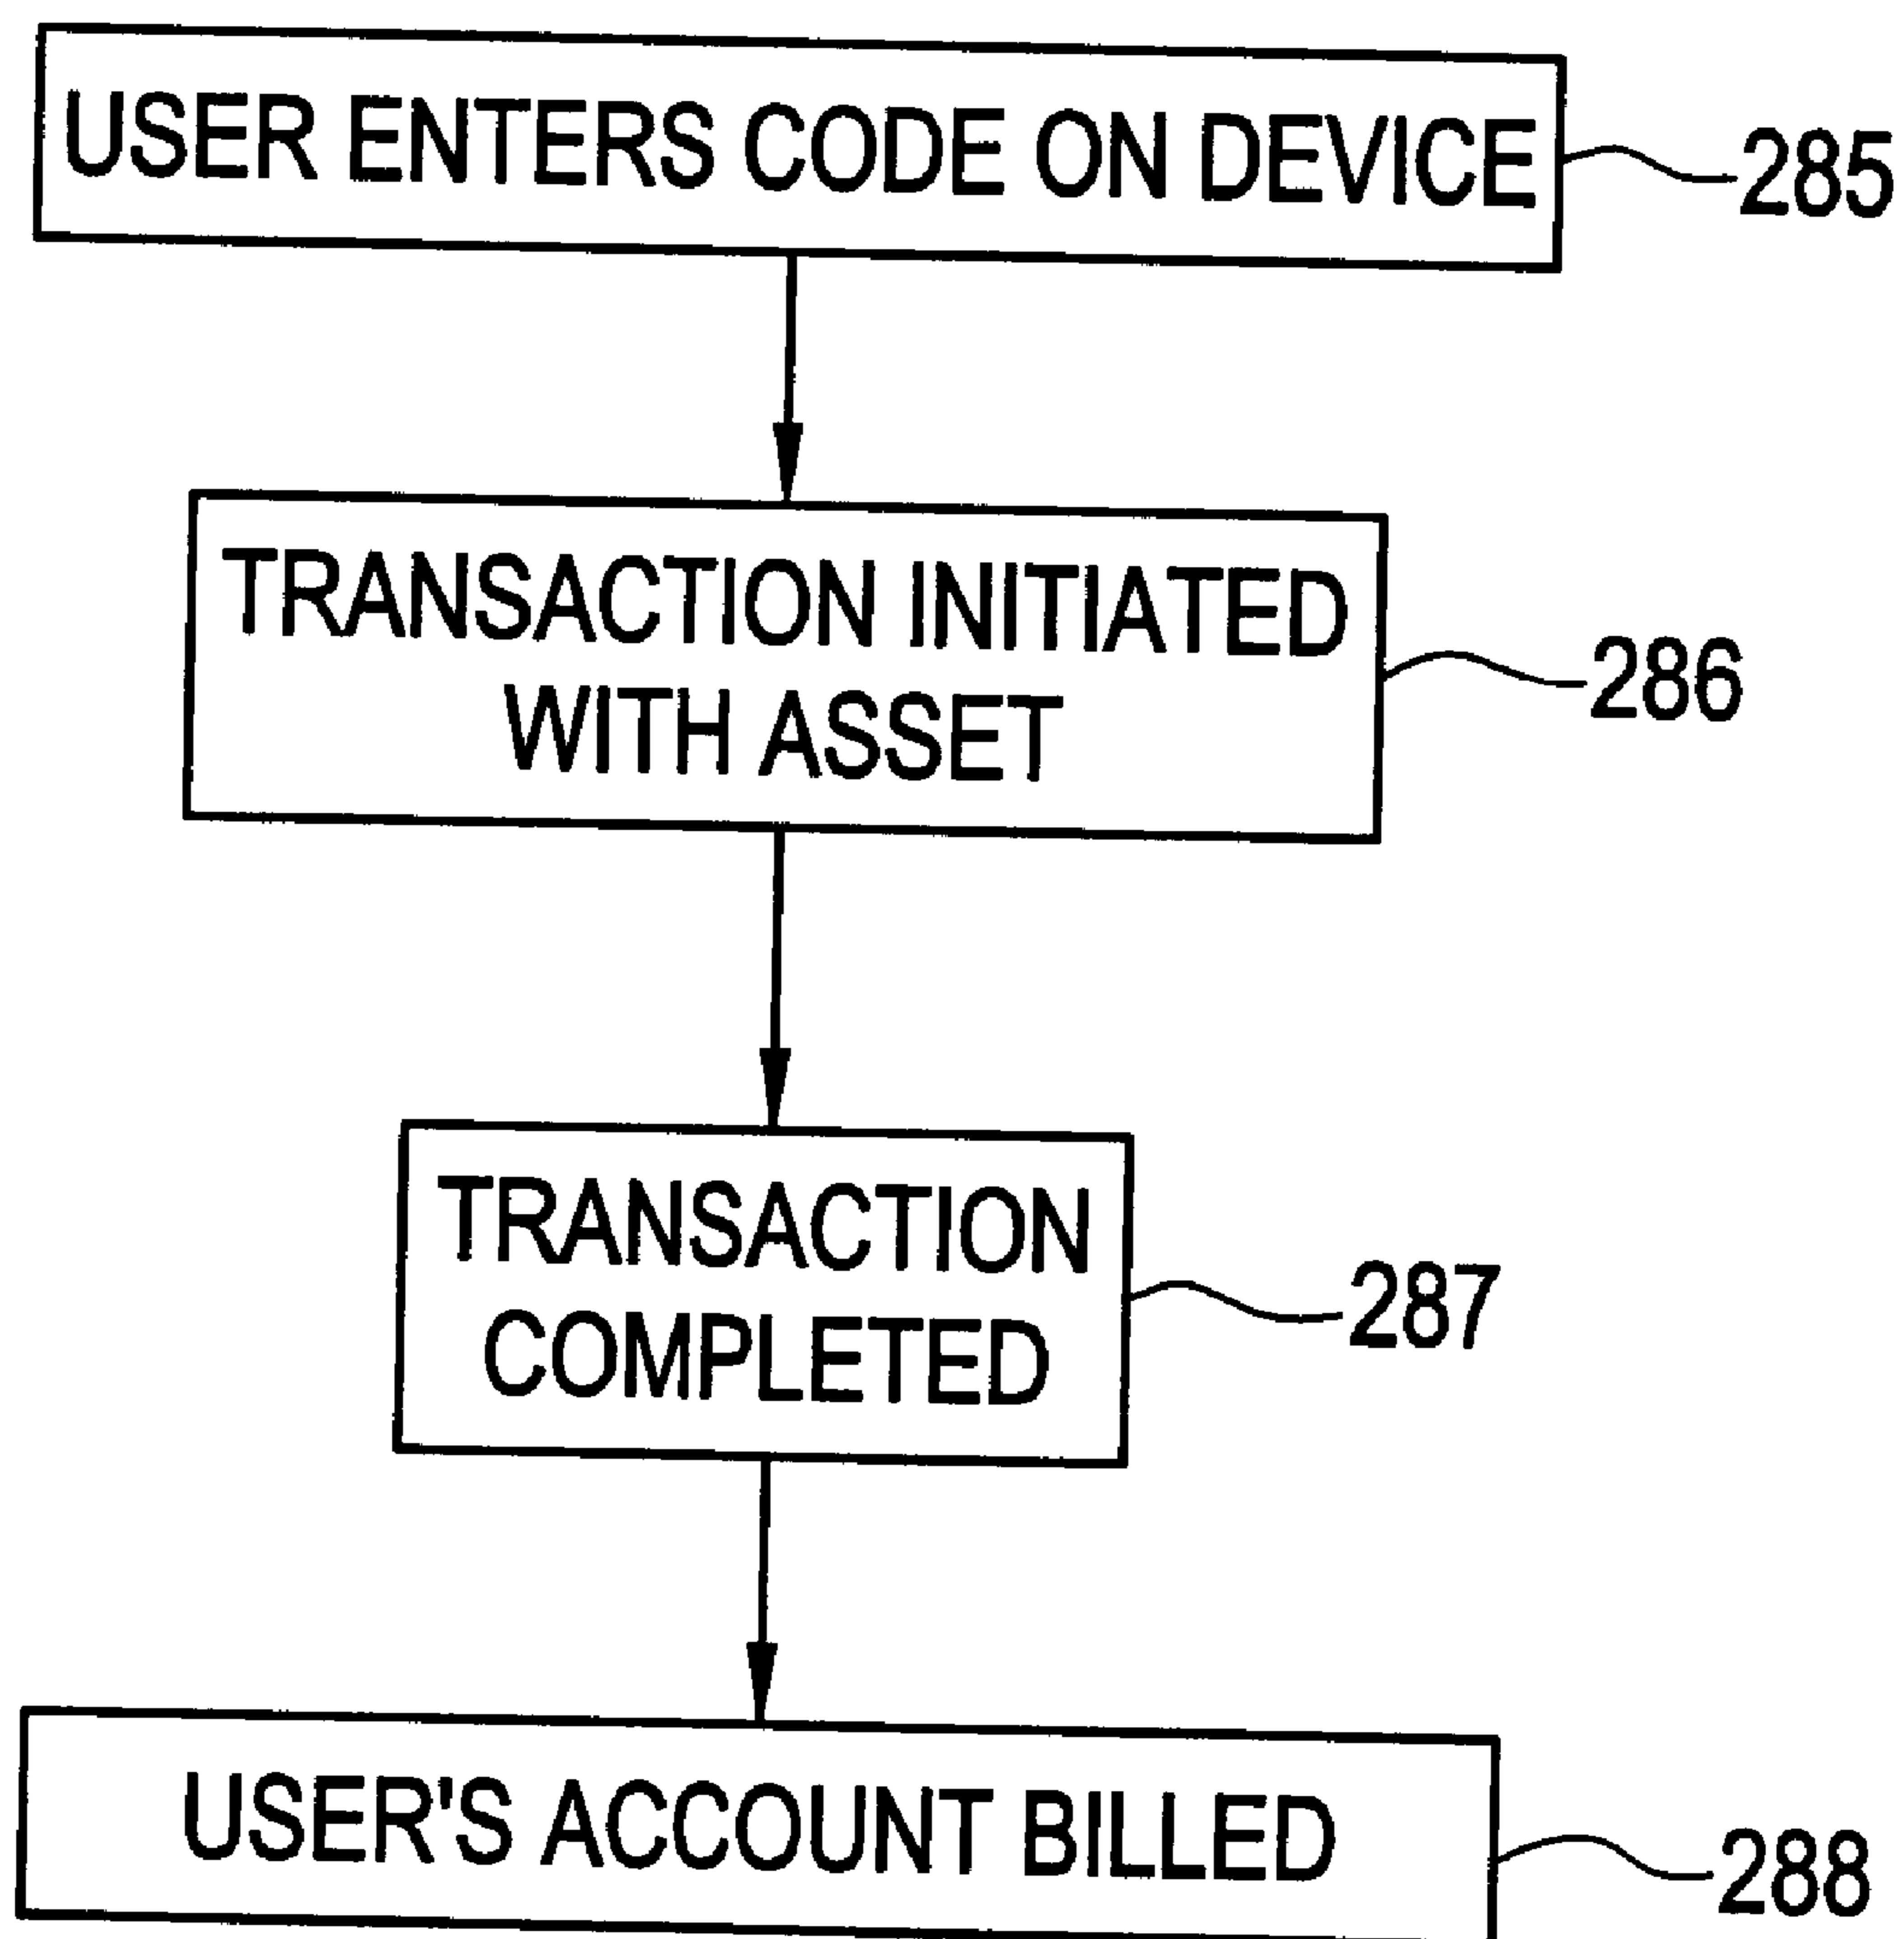 USER ENTERS CODE ON DEVICE
285
TRANSACTION INITIATED
WITH ASSET
286
TRANSACTION
COMPLETED
287
USER'S ACCOUNT BILLED
288